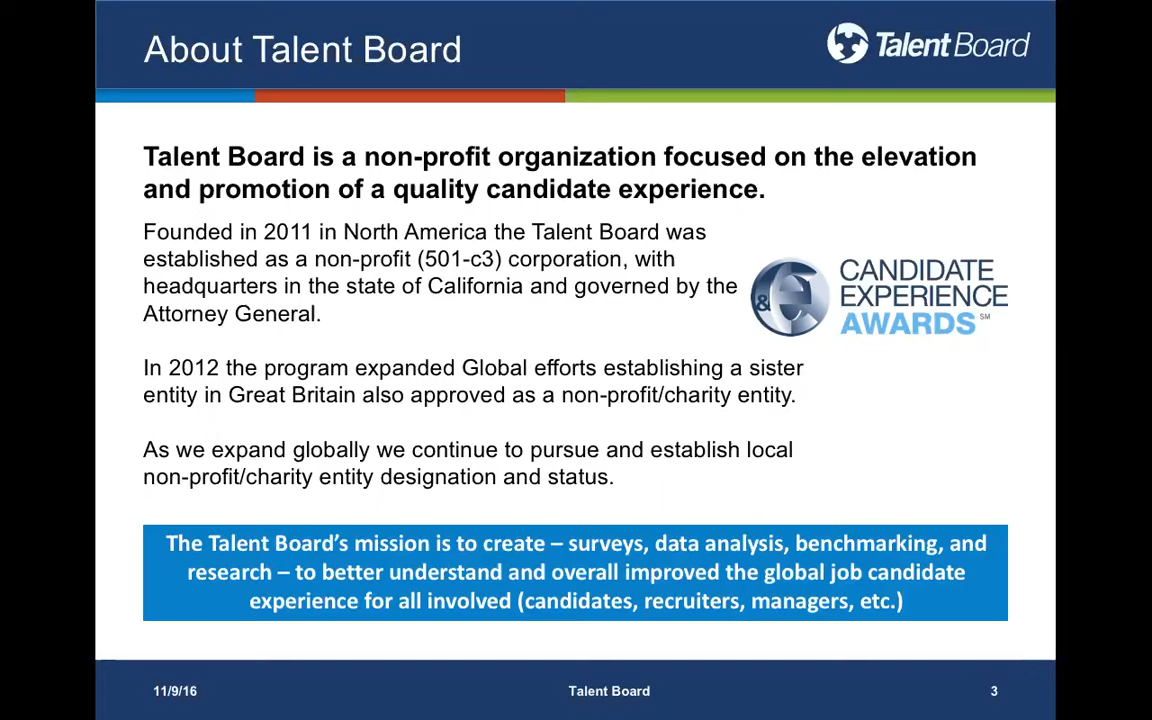 About Talent Board
Talent Board
Talent Board is a non-profit organization focused on the elevation
and promotion of a quality candidate experience.
Founded in 2011 in North America the Talent Board was
established as a non-profit (501-c3) corporation, with
headquarters in the state of California and governed by the
Attorney General.
&
CANDIDATE
EXPERIENCE
AWARDS SM
In 2012 the program expanded Global efforts establishing a sister
entity in Great Britain also approved as a non-profit/charity entity.
As we expand globally we continue to pursue and establish local
non-profit/charity entity designation and status.
The Talent Board’s mission is to create – surveys, data analysis, benchmarking, and
research – to better understand and overall improved the global job candidate
experience for all involved (candidates, recruiters, managers, etc.)
11/9/16
Talent Board
3